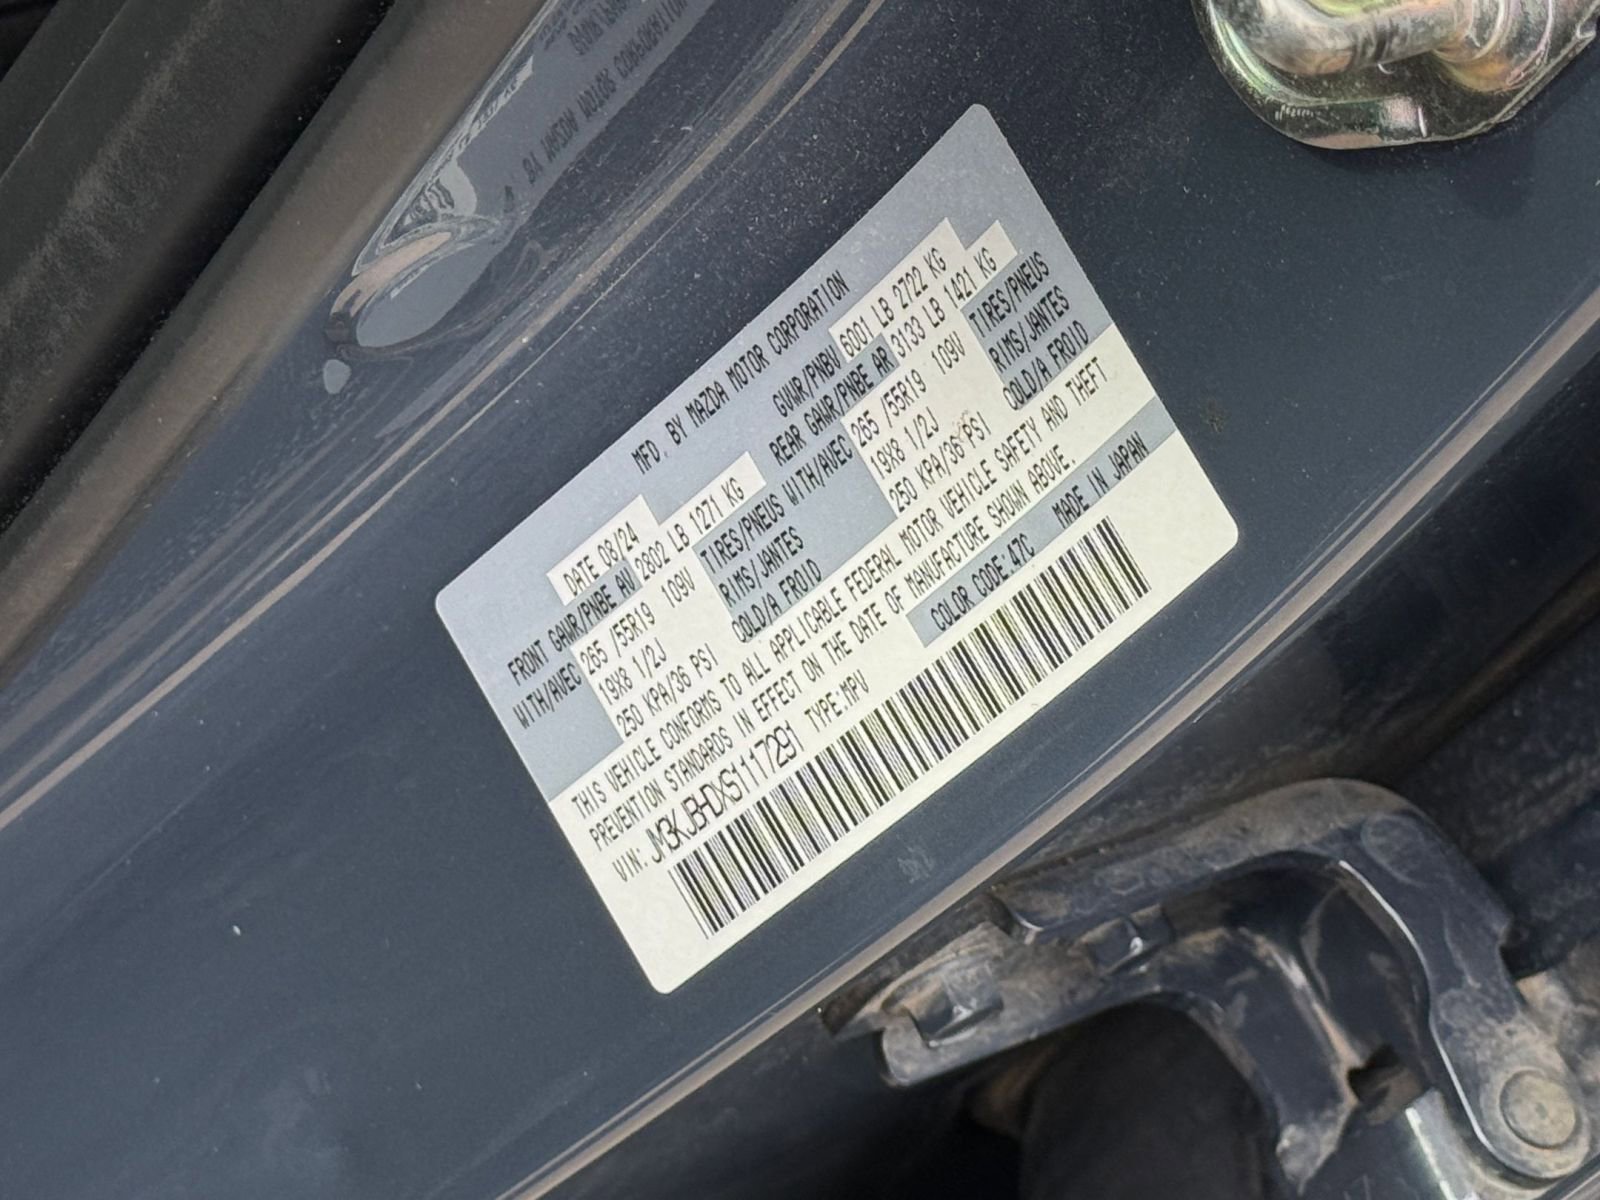 MFD. BY MAZDA MOTOR CORPORATION
DATE 08/24 GVWR/PNBV 6001 LB 2722 KG
FRONT GAWR/PNBE AV 2802 LB 1271 KG REAR GAWR/PNBE AR 3133 LB 1421 KG
WITH/AVEC 265 /55R19 109V TIRES/PNEUS WITH/AVEC 265 /55R19 109V TIRES/PNEUS
19X8 1/2J RIMS/JANTES 19X8 1/2J RIMS/JANTES
250 KPA/36 PSI COLD/A FROID 250 KPA/36 PSI COLD/A FROID
THIS VEHICLE CONFORMS TO ALL APPLICABLE FEDERAL MOTOR VEHICLE SAFETY AND THEFT
PREVENTION STANDARDS IN EFFECT ON THE DATE OF MANUFACTURE SHOWN ABOVE.
VIN: JM3KJBHDXS1117291 TYPE:MPV COLOR CODE:47C MADE IN JAPAN